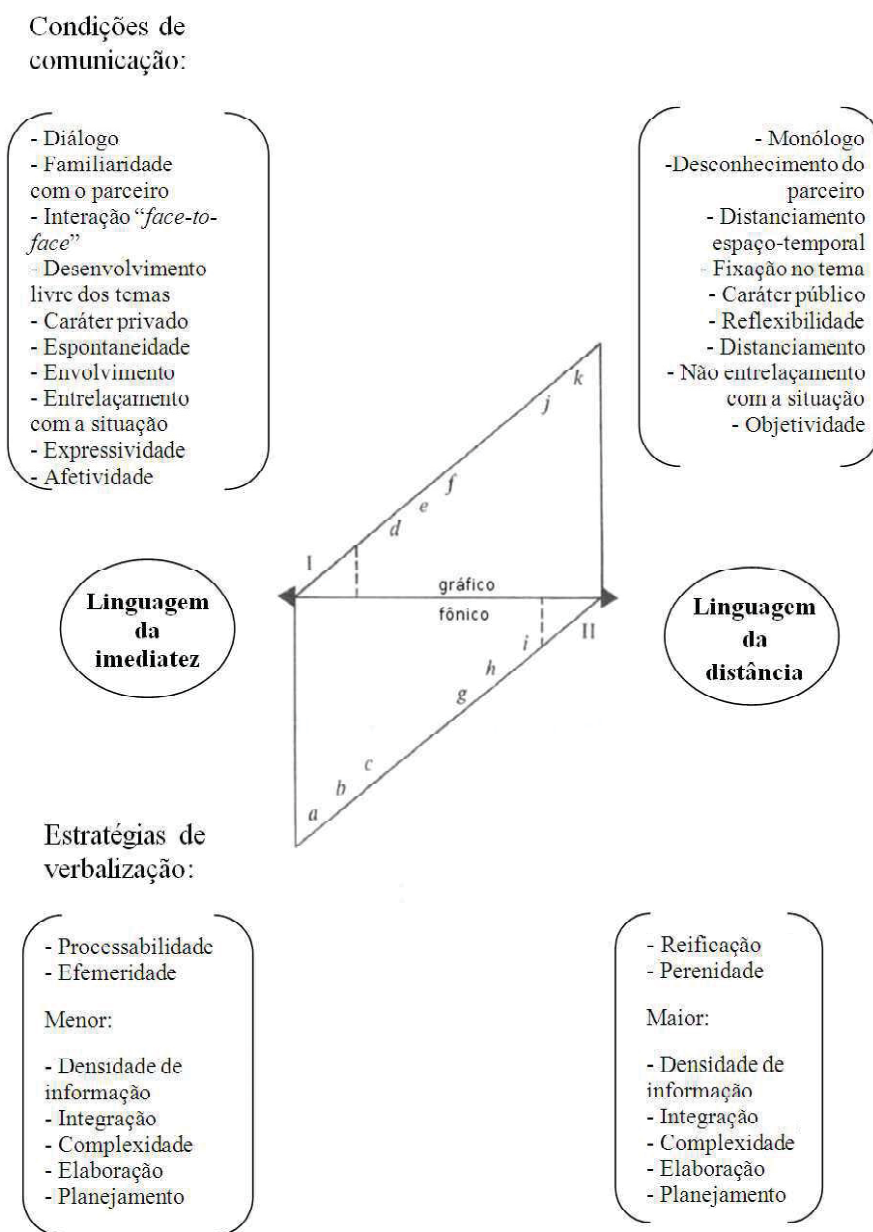 Condições de
comunicação:
- Diálogo
- Familiaridade
com o parceiro
- Interação “face-to-
face”
- Desenvolvimento
livre dos temas
- Caráter privado
- Espontaneidade
- Envolvimento
- Entrelaçamento
com a situação
- Expressividade
- Afetividade
- Monólogo
-Desconhecimento do
parceiro
- Distanciamento
espaço-temporal
- Fixação no tema
- Caráter público
- Reflexibilidade
- Distanciamento
- Não entrelaçamento
com a situação
- Objetividade
k
j
f
e
d
I
gráfico
fônico
Linguagem
da
imediatez
Linguagem
da
distância
II
i
h
g
c
b
a
Estratégias de
verbalização:
- Processabilidade
- Efemeridade
Menor:
- Densidade de
informação
- Integração
- Complexidade
- Elaboração
- Planejamento
- Reificação
- Perenidade
Maior:
- Densidade de
informação
- Integração
- Complexidade
- Elaboração
- Planejamento